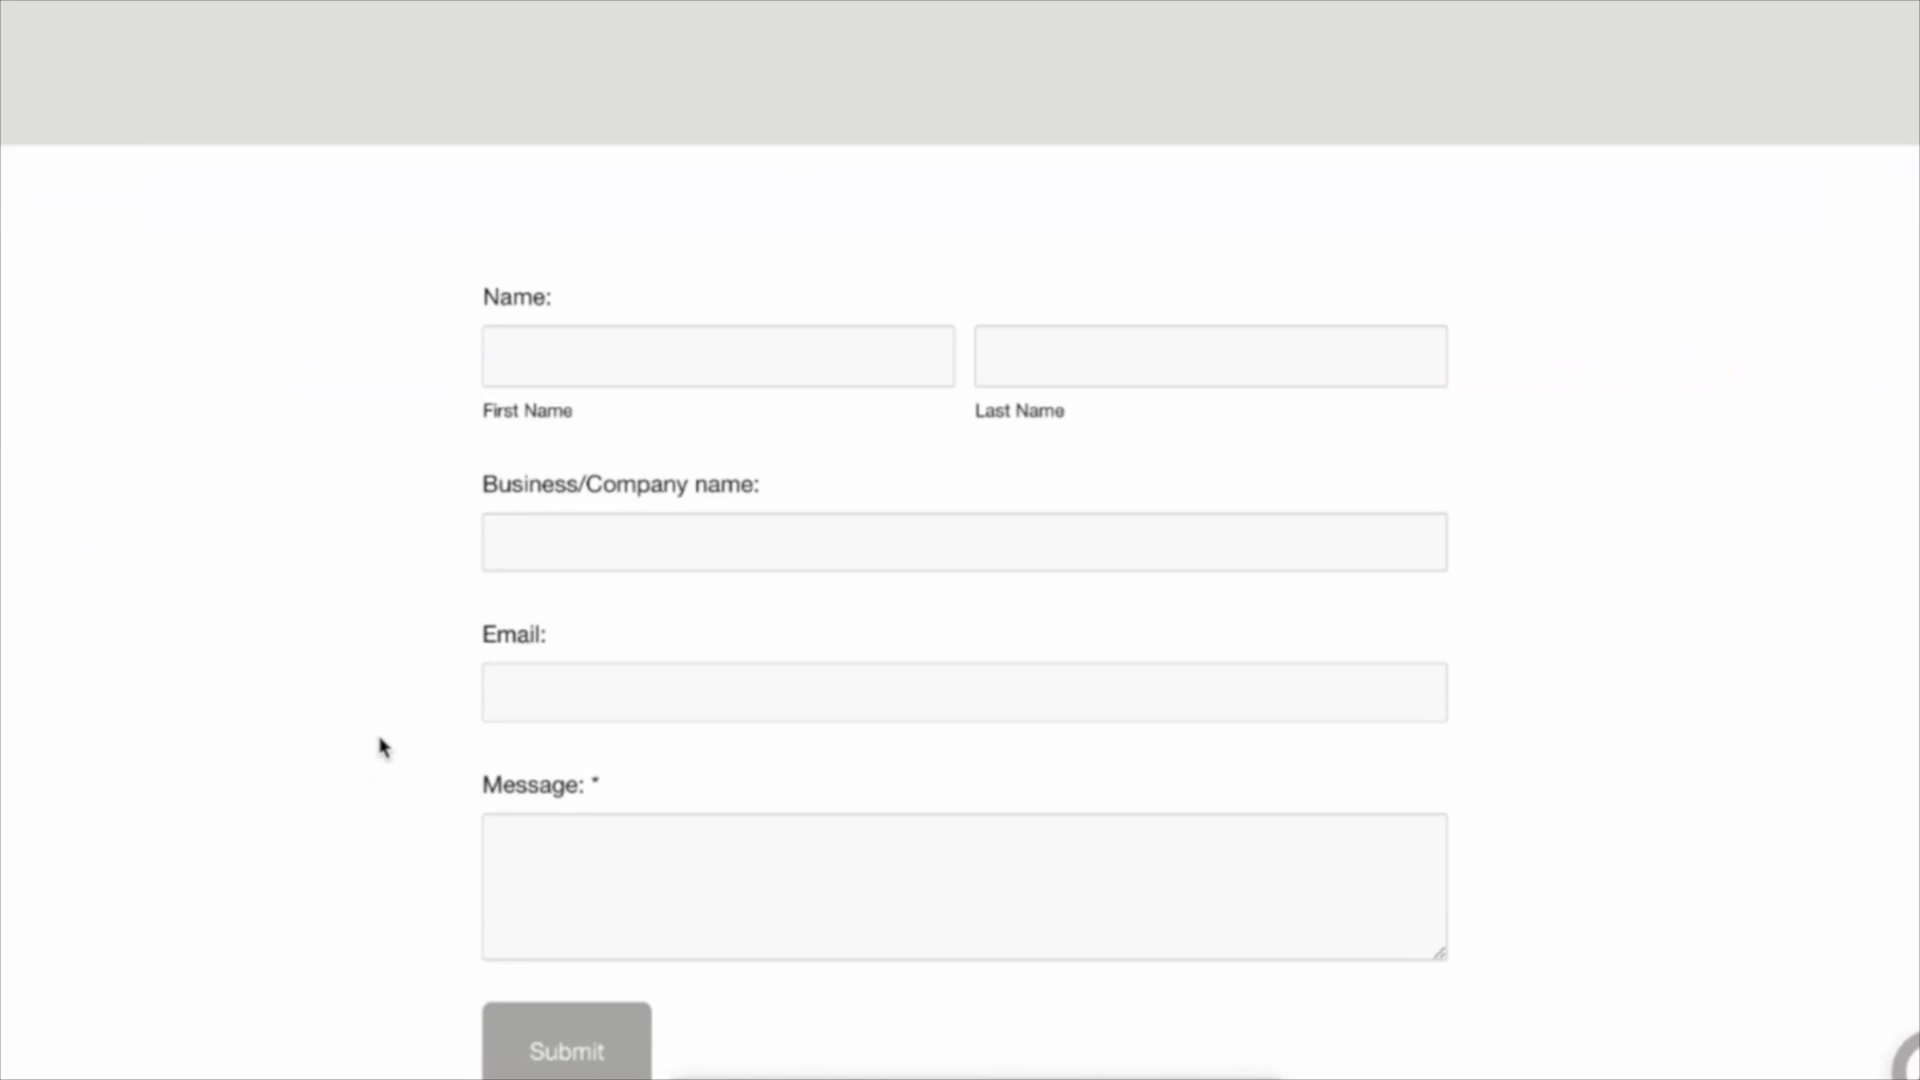 Name:
First Name Last Name
Business/Company name:
Email:
Message: *
Submit